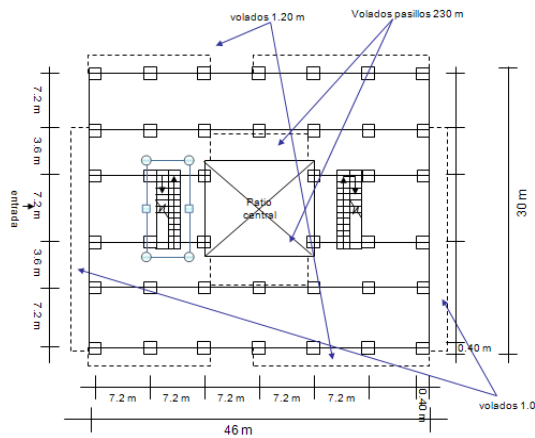 volados 1.20 m
Volados pasillos 230 m
7.2 m
3.6 m
7.2 m
3.6 m
7.2 m
entrada
Patio
central
30 m
0.40 m
volados 1.0
7.2 m
7.2 m
7.2 m
7.2 m
7.2 m
0.40 m
46 m